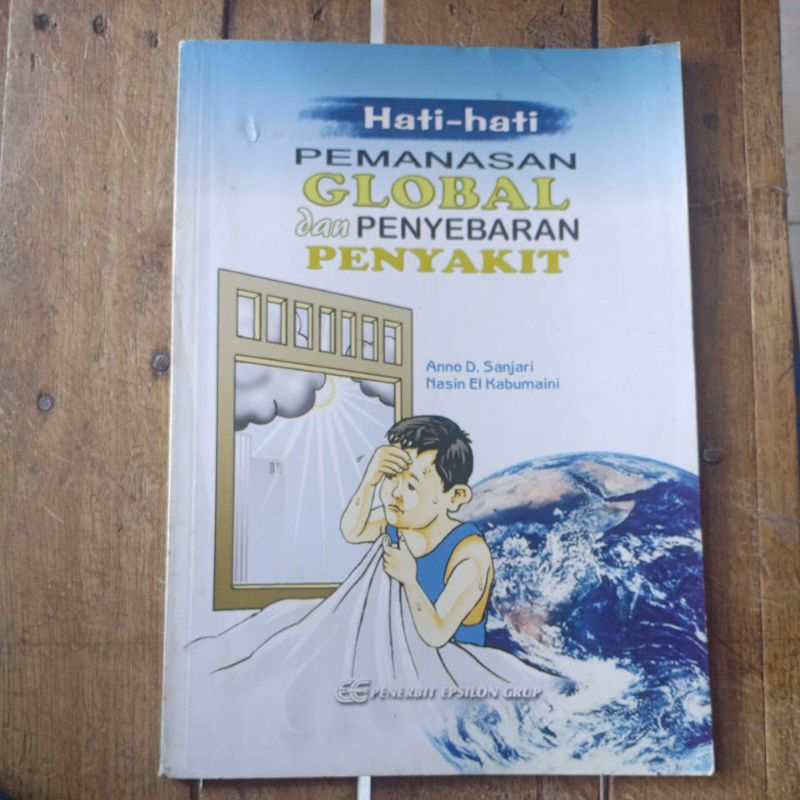 Hati-hati
PEMANASAN
GLOBAL
dan PENYEBARAN
PENYAKIT
Anno D. Sanjari
Nasin El Kabumaini
PENERBIT EPSILON GRUP